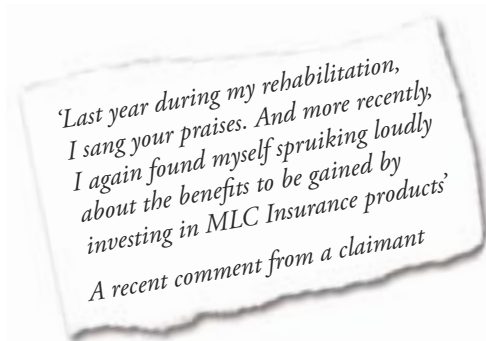 ‘Last year during my rehabilitation,
I sang your praises. And more recently,
I again found myself spruiking loudly
about the benefits to be gained by
investing in MLC Insurance products’
A recent comment from a claimant